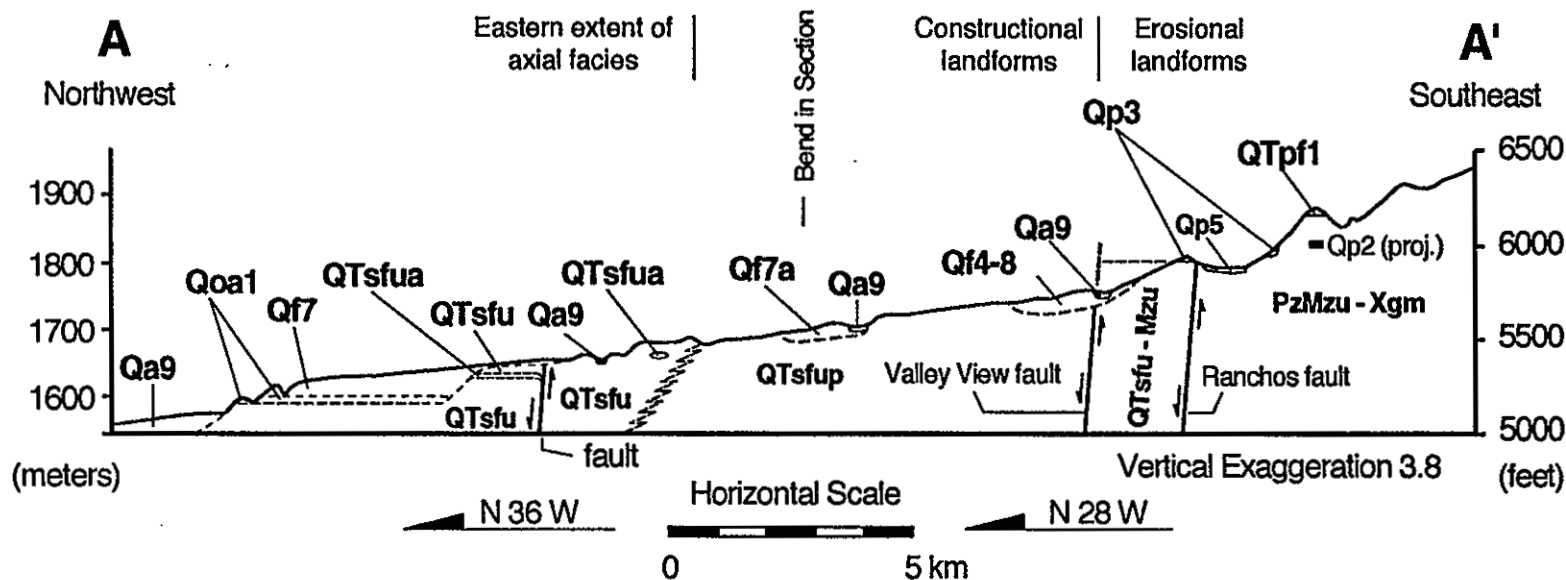 A
Northwest
Eastern extent of
axial facies
Bend in Section
Constructional
landforms
Erosional
landforms
A'
Southeast
Qp3
QTpf1
6500
1900
Qa9
Qp5
6000
Qp2 (proj.)
1800
Qoa1
QTsfua
QTsfua
Qf7a
Qf4-8
Qf7
QTsfu
Qa9
Qa9
PzMzu - Xgm
1700
5500
Qa9
QTsfup
Valley View fault
QTsfu - Mzu
Ranchos fault
1600
QTsfu
QTsfu
5000
(meters)
fault
Vertical Exaggeration 3.8
(feet)
Horizontal Scale
N 36 W
N 28 W
0
5 km